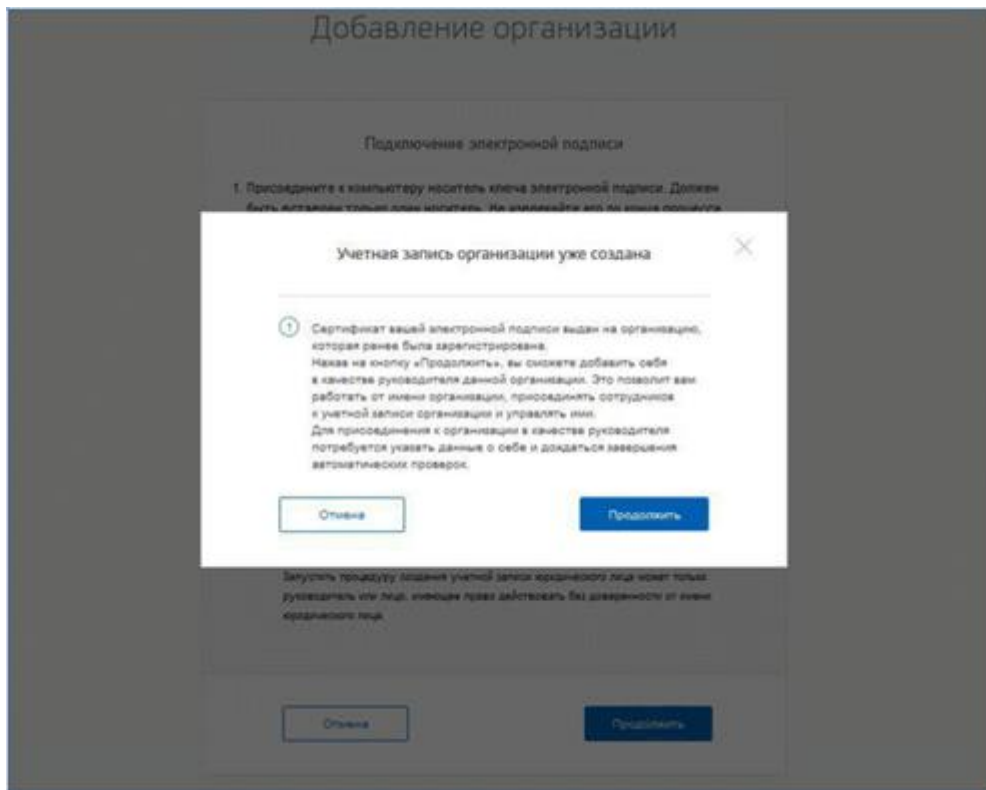 Добавление организации
Подключение электронной подписи
1. Присоедините к компьютеру носитель ключа электронной подписи. Должен
быть вставлен только один носитель. Не извлекайте его до конца процесса
Учетная запись организации уже создана
Сертификат вашей электронной подписи выдан на организацию,
которая ранее была зарегистрирована.
Нажав на кнопку «Продолжить», вы сможете добавить себя
в качестве руководителя данной организации. Это позволит вам
работать от имени организации, присоединять сотрудников
к учетной записи организации и управлять ими.
Для присоединения к организации в качестве руководителя
потребуется указать данные о себе и дождаться завершения
автоматических проверок.
Отмена
Продолжить
Запустить процедуру создания учетной записи юридического лица может только
руководитель или лицо, имеющее право действовать без доверенности от имени
юридического лица.
Отмена
Продолжить